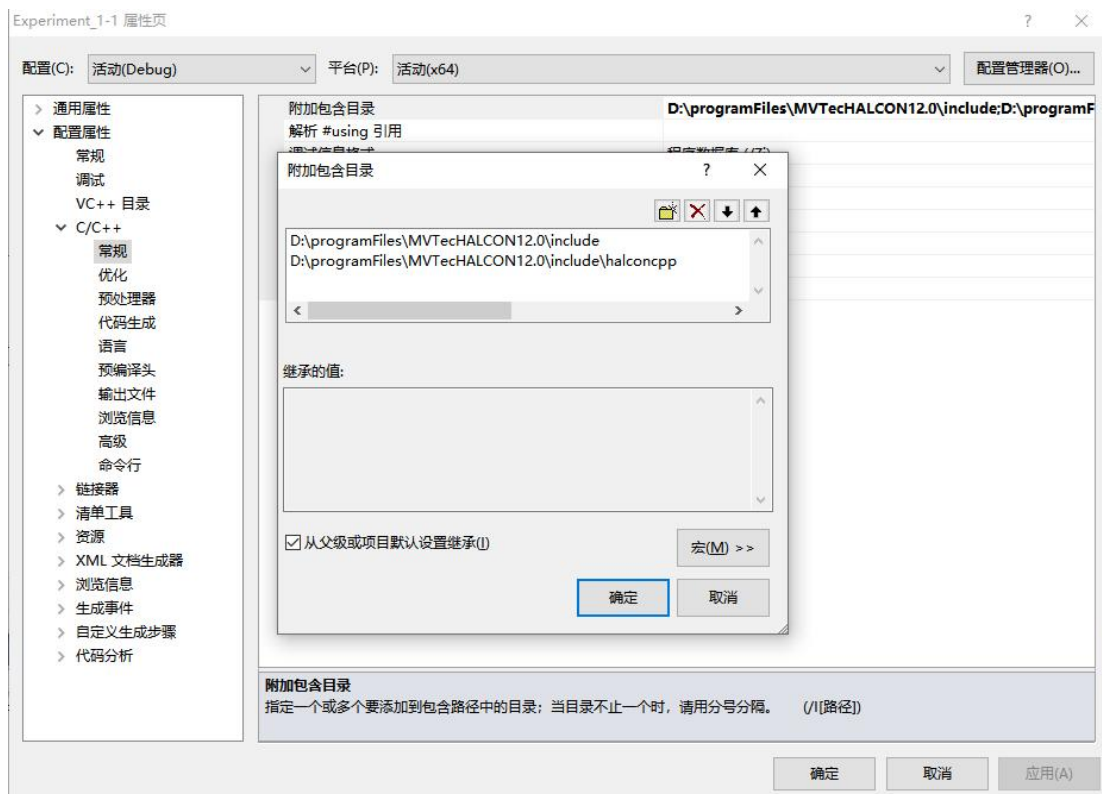 Experiment_1-1 属性页
配置(C): 活动(Debug) 平台(P): 活动(x64) 配置管理器(O)...
通用属性
配置属性
常规
调试
VC++ 目录
C/C++
常规
优化
预处理器
代码生成
语言
预编译头
输出文件
浏览信息
高级
命令行
链接器
清单工具
资源
XML 文档生成器
浏览信息
生成事件
自定义生成步骤
代码分析
附加包含目录 D:\programFiles\MVTecHALCON12.0\include;D:\programF
解析 #using 引用
附加包含目录
D:\programFiles\MVTecHALCON12.0\include
D:\programFiles\MVTecHALCON12.0\include\halconcpp
继承的值:
从父级或项目默认设置继承(I)
宏(M) >>
确定 取消
附加包含目录
指定一个或多个要添加到包含路径中的目录；当目录不止一个时，请用分号分隔。 (/I[路径])
确定 取消 应用(A)